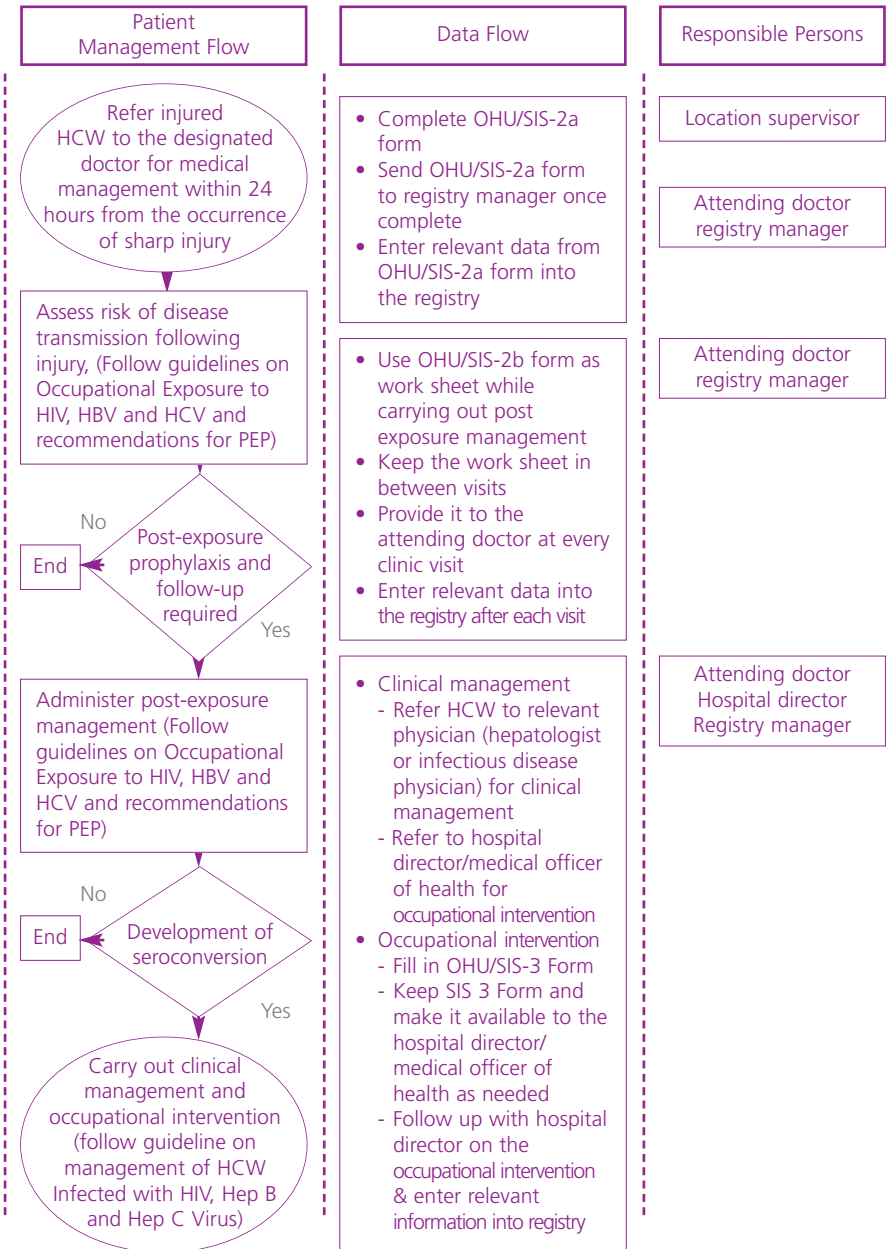 Patient
Management Flow
Data Flow
Responsible Persons
Refer injured
HCW to the designated
doctor for medical
management within 24
hours from the occurrence
of sharp injury
• Complete OHU/SIS-2a
form
• Send OHU/SIS-2a form
to registry manager once
complete
• Enter relevant data from
OHU/SIS-2a form into
the registry
Location supervisor
Attending doctor
registry manager
Assess risk of disease
transmission following
injury, (Follow guidelines on
Occupational Exposure to
HIV, HBV and HCV and
recommendations for PEP)
• Use OHU/SIS-2b form as
work sheet while
carrying out post
exposure management
• Keep the work sheet in
between visits
• Provide it to the
attending doctor at every
clinic visit
• Enter relevant data into
the registry after each visit
Attending doctor
registry manager
No
End
Post-exposure
prophylaxis and
follow-up
required
Yes
Administer post-exposure
management (Follow
guidelines on Occupational
Exposure to HIV, HBV and
HCV and recommendations
for PEP)
• Clinical management
- Refer HCW to relevant
physician (hepatologist
or infectious disease
physician) for clinical
management
- Refer to hospital
director/medical officer
of health for
occupational intervention
• Occupational intervention
- Fill in OHU/SIS-3 Form
- Keep SIS 3 Form and
make it available to the
hospital director/
medical officer of
health as needed
- Follow up with hospital
director on the
occupational intervention
& enter relevant
information into registry
Attending doctor
Hospital director
Registry manager
No
End
Development of
seroconversion
Yes
Carry out clinical
management and
occupational intervention
(follow guideline on
management of HCW
Infected with HIV, Hep B
and Hep C Virus)